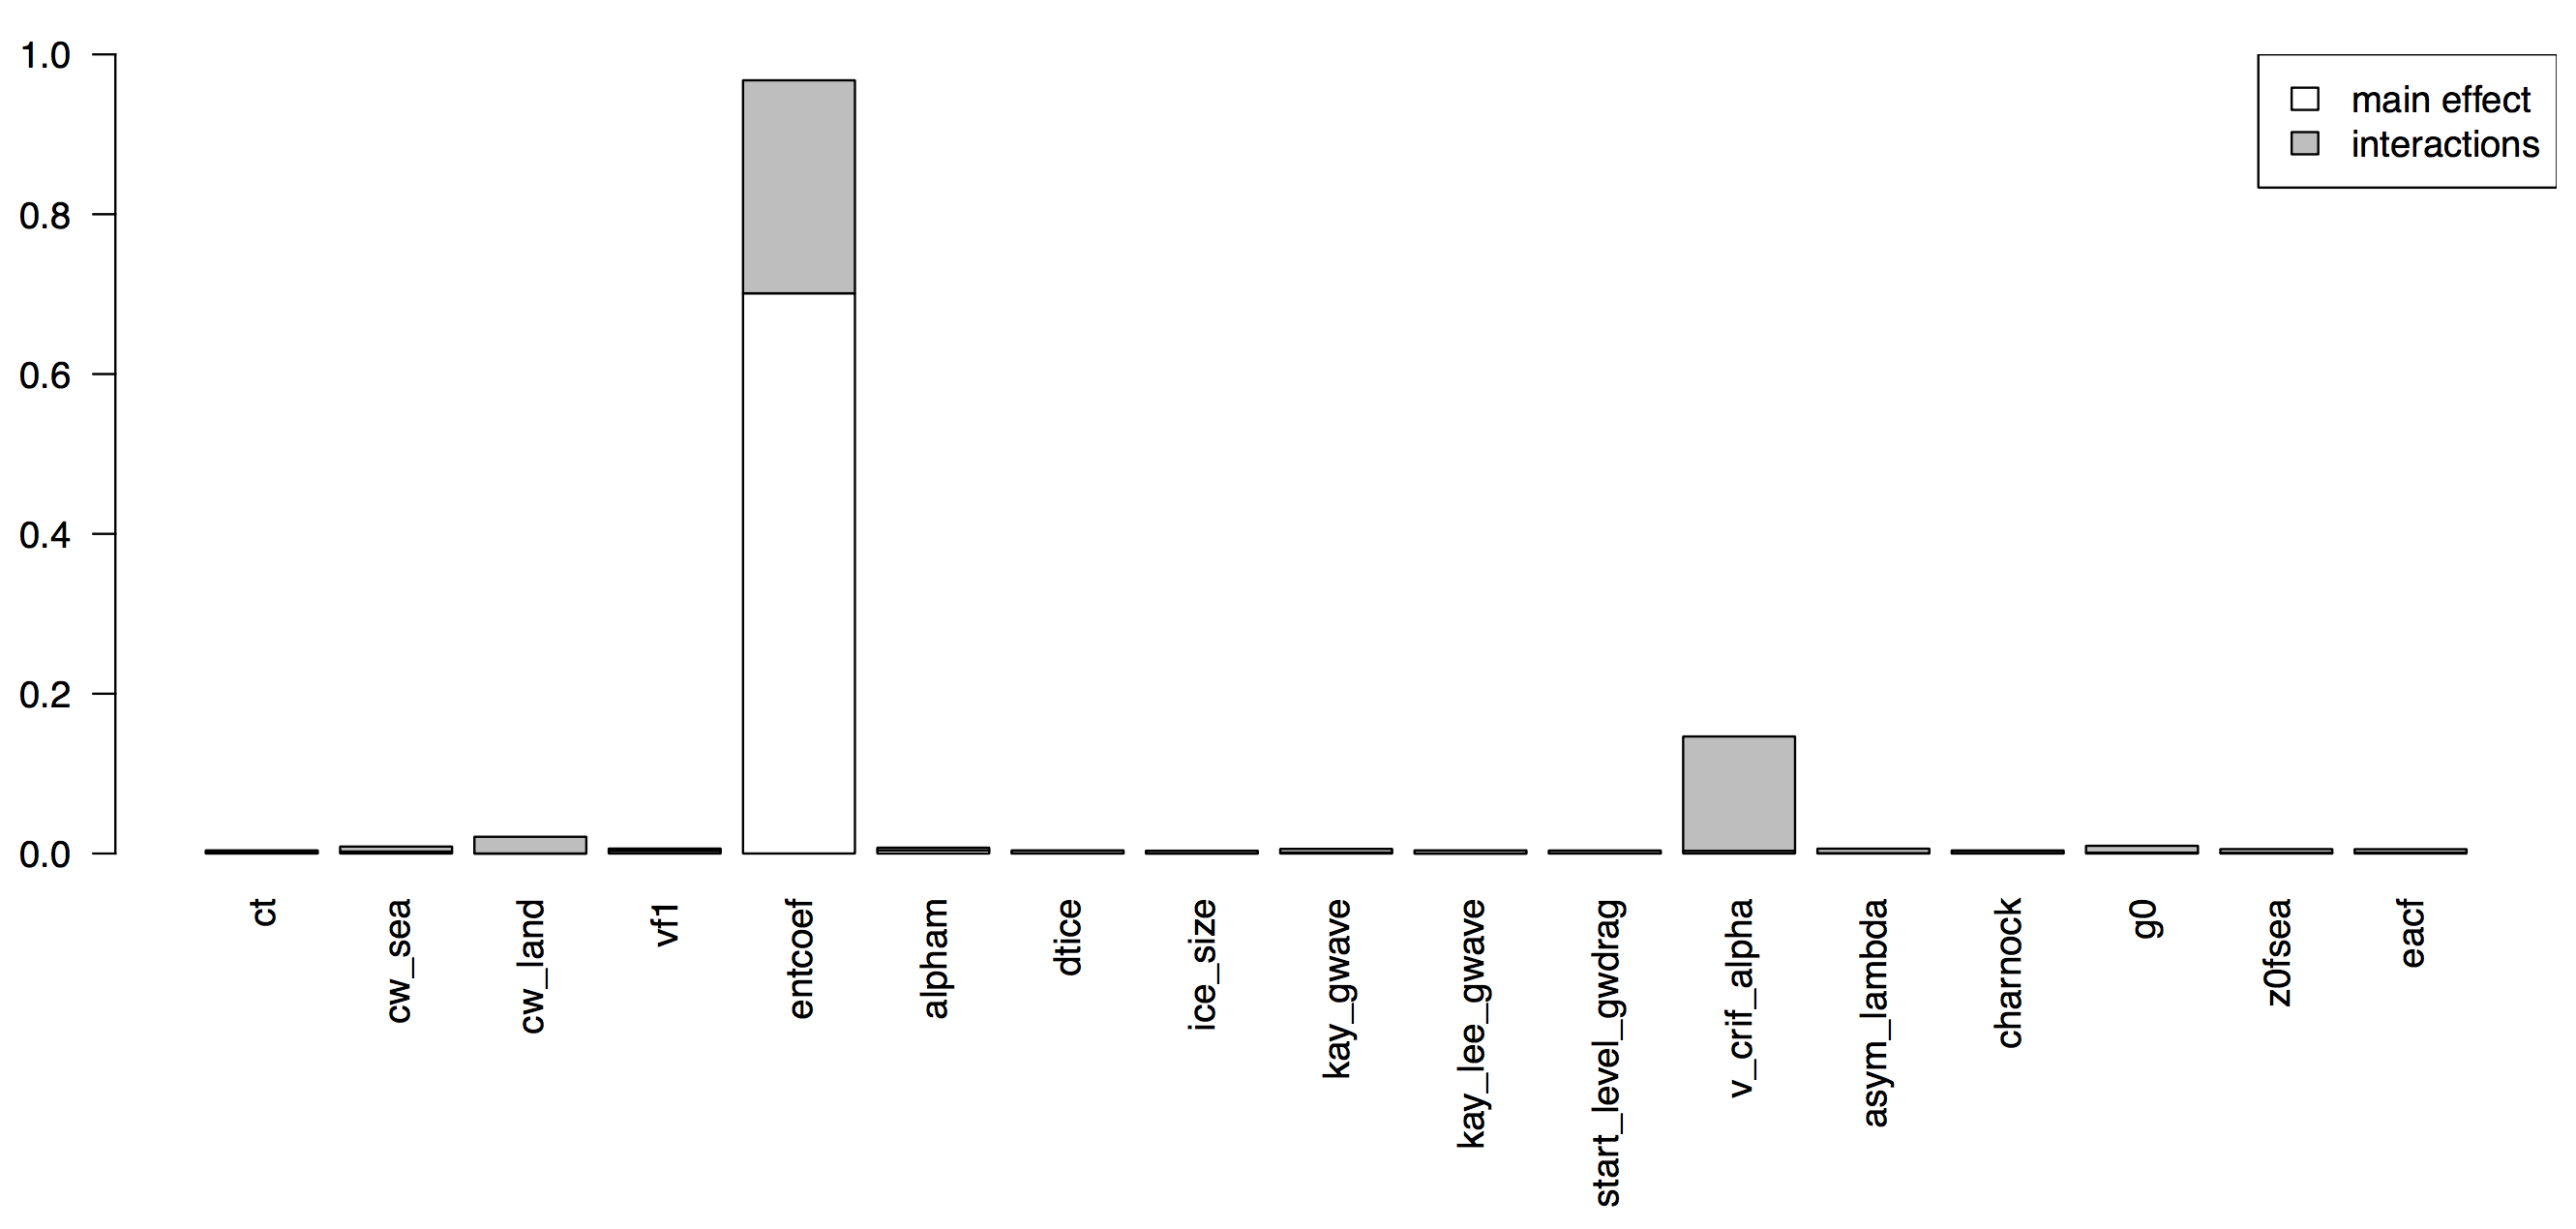 1.0
0.8
0.6
0.4
0.2
0.0
main effect
interactions
ct
cw_sea
cw_land
vf1
entcoef
alpham
dtice
ice_size
kay_gwave
kay_lee_gwave
start_level_gwdrag
v_crif_alpha
asym_lambda
charnock
g0
z0fsea
eacf